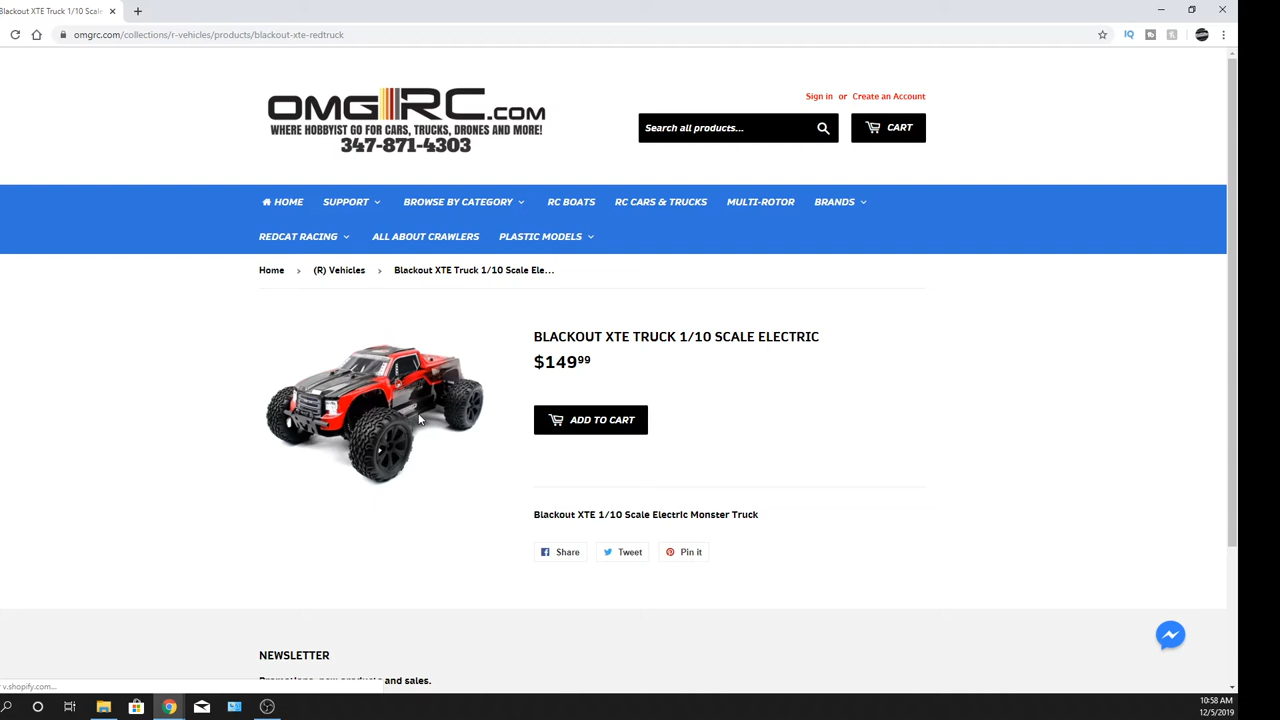 Blackout XTE Truck 1/10 Scale
omgrc.com/collections/r-vehicles/products/blackout-xte-redtruck
OMG RC.COM
WHERE HOBBYIST GO FOR CARS, TRUCKS, DRONES AND MORE!
347-871-4303
Sign in or Create an Account
Search all products...
CART
HOME SUPPORT BROWSE BY CATEGORY RC BOATS RC CARS & TRUCKS MULTI-ROTOR BRANDS
REDCAT RACING ALL ABOUT CRAWLERS PLASTIC MODELS
Home › (R) Vehicles › Blackout XTE Truck 1/10 Scale Ele...
BLACKOUT XTE TRUCK 1/10 SCALE ELECTRIC
$149.99
ADD TO CART
Blackout XTE 1/10 Scale Electric Monster Truck
Share Tweet Pin it
NEWSLETTER
Promotions, new products and sales.
v.shopify.com...
10:58 AM
12/5/2019